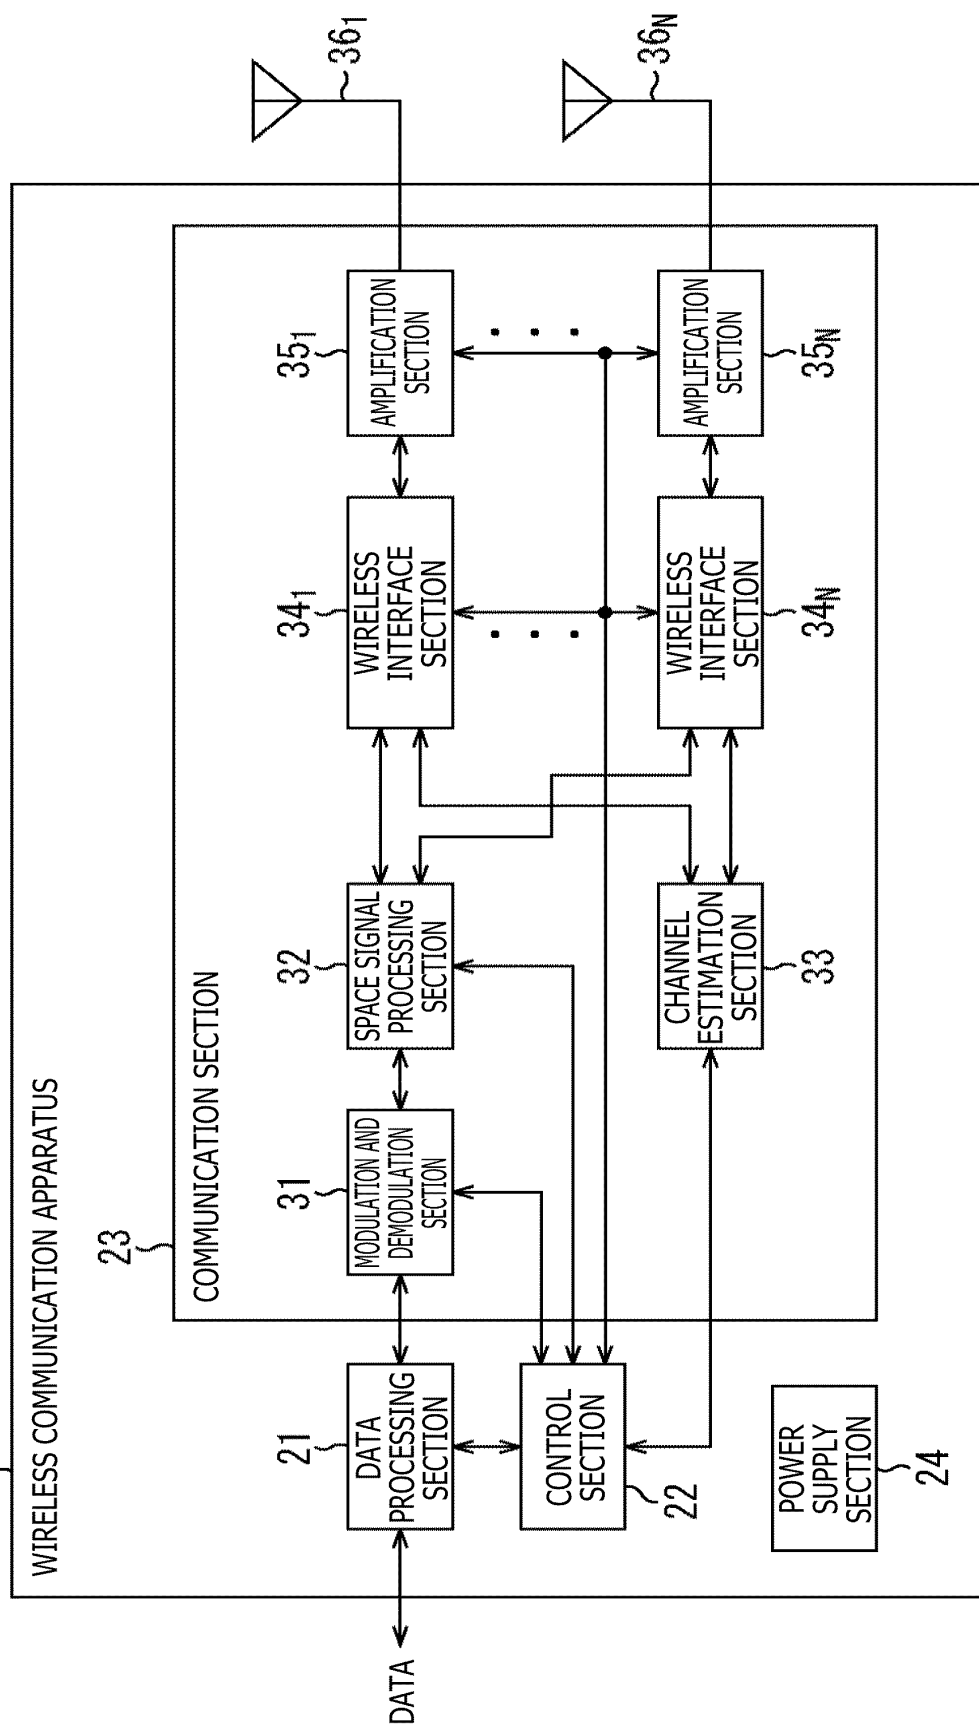 WIRELESS COMMUNICATION APPARATUS
23
COMMUNICATION SECTION
DATA
21
DATA
PROCESSING
SECTION
22
CONTROL
SECTION
24
POWER
SUPPLY
SECTION
31
MODULATION AND
DEMODULATION
SECTION
32
SPACE SIGNAL
PROCESSING
SECTION
33
CHANNEL
ESTIMATION
SECTION
34₁
WIRELESS
INTERFACE
SECTION
34N
WIRELESS
INTERFACE
SECTION
35₁
AMPLIFICATION
SECTION
35N
AMPLIFICATION
SECTION
36₁
36N